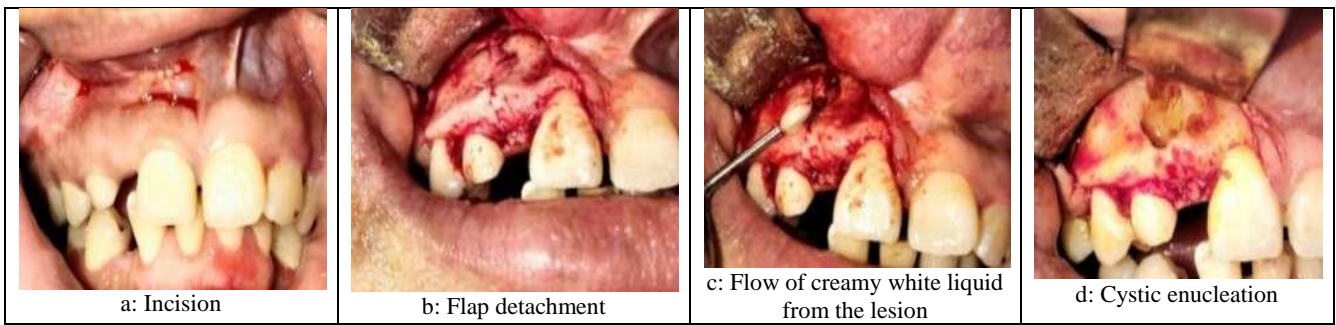 a: Incision
b: Flap detachment
c: Flow of creamy white liquid
from the lesion
d: Cystic enucleation